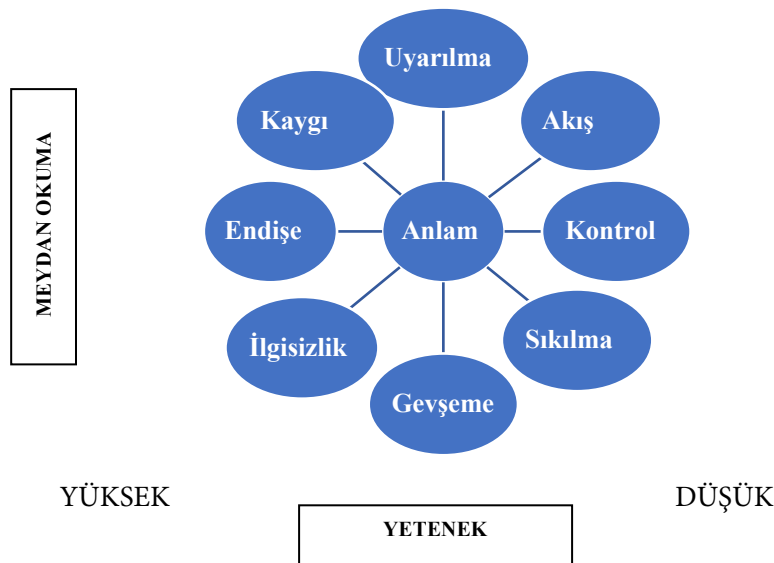 Uyarılma
Kaygı
Akış
MEYDAN OKUMA
Endişe
Anlam
Kontrol
İlgisizlik
Sıkılma
Gevşeme
YÜKSEK
DÜŞÜK
YETENEK